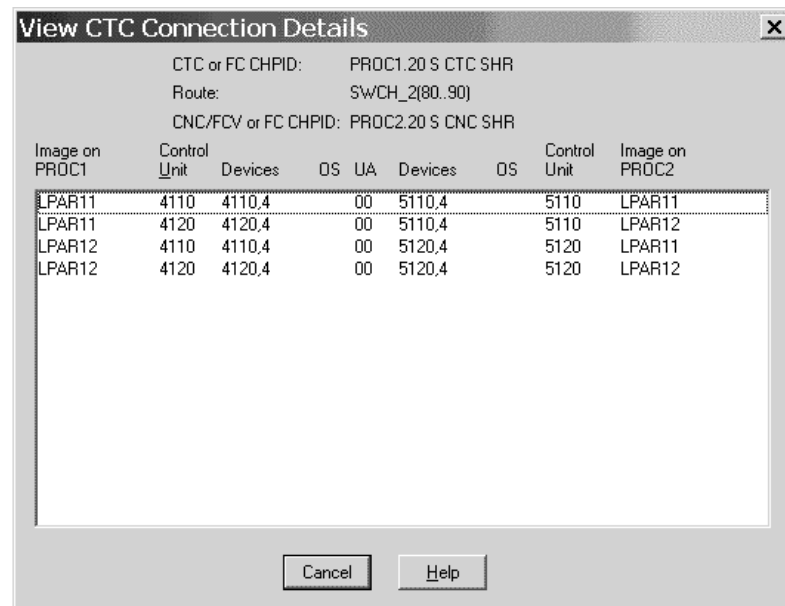 View CTC Connection Details
CTC or FC CHPID: PROC1.20 S CTC SHR
Route: SWCH_2(80..90)
CNC/FCV or FC CHPID: PROC2.20 S CNC SHR
Image on PROC1 Control Unit Devices OS UA Devices OS Control Unit Image on PROC2
LPAR11 4110 4110,4 00 5110,4 5110 LPAR11
LPAR11 4120 4120,4 00 5110,4 5110 LPAR12
LPAR12 4110 4110,4 00 5120,4 5120 LPAR11
LPAR12 4120 4120,4 00 5120,4 5120 LPAR12
Cancel Help